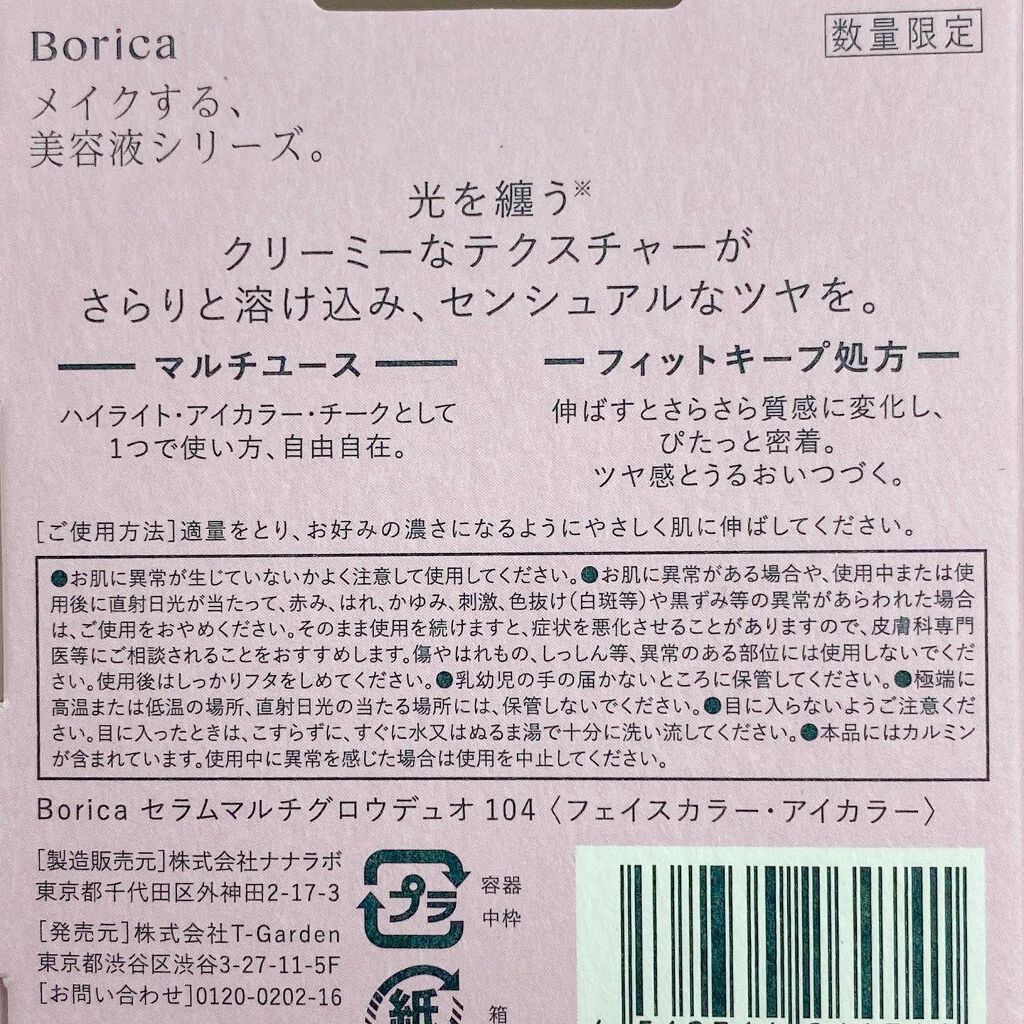 Borica
数量限定
メイクする、
美容液シリーズ。
光を纏う※
クリーミーなテクスチャーが
さらりと溶け込み、センシュアルなツヤを。
マルチユース
ハイライト・アイカラー・チークとして
1つで使い方、自由自在。
フィットキープ処方
伸ばすとさらさら質感に変化し、
ぴたっと密着。
ツヤ感とうるおいつづく。
[ご使用方法]適量をとり、お好みの濃さになるようにやさしく肌に伸ばしてください。
●お肌に異常が生じていないかよく注意して使用してください。●お肌に異常がある場合や、使用中または使
用後に直射日光が当たって、赤み、はれ、かゆみ、刺激、色抜け(白斑等)や黒ずみ等の異常があらわれた場合
は、ご使用をおやめください。そのまま使用を続けますと、症状を悪化させることがありますので、皮膚科専門
医等にご相談されることをおすすめします。傷やはれもの、しっしん等、異常のある部位には使用しないでくだ
さい。使用後はしっかりフタをしめてください。●乳幼児の手の届かないところに保管してください。●極端に
高温または低温の場所、直射日光の当たる場所には、保管しないでください。●目に入らないようご注意くだ
さい。目に入ったときは、こすらずに、すぐに水又はぬるま湯で十分に洗い流してください。●本品にはカルミン
が含まれています。使用中に異常を感じた場合は使用を中止してください。
Borica セラムマルチグロウデュオ 104 〈フェイスカラー・アイカラー〉
[製造販売元]株式会社ナナラボ
東京都千代田区外神田2-17-3
[発売元]株式会社T-Garden
東京都渋谷区渋谷3-27-11-5F
[お問い合わせ]0120-0202-16
プラ
容器
中枠
紙
箱